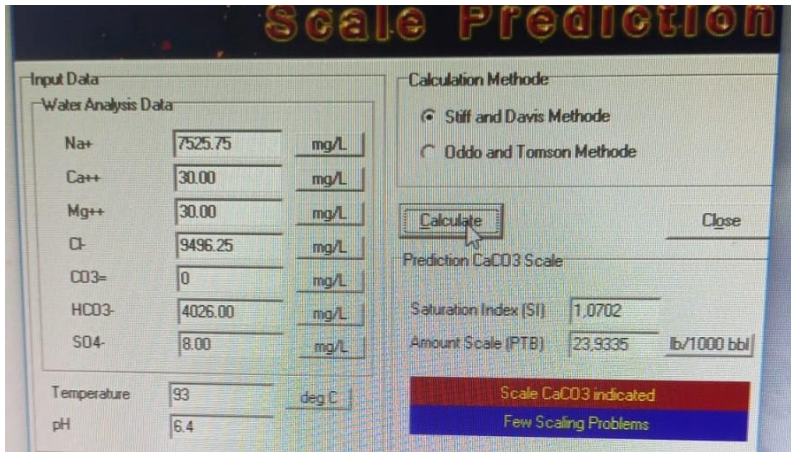 Scale Prediction
Input Data
Water Analysis Data
Na+ 7525.75 mg/L
Ca++ 30.00 mg/L
Mg++ 30.00 mg/L
Cl- 9496.25 mg/L
CO3= 0 mg/L
HCO3- 4026.00 mg/L
SO4- 8.00 mg/L
Temperature 93 deg C
pH 6.4
Calculation Methode
Stiff and Davis Methode
Oddo and Tomson Methode
Calculate Close
Prediction CaCO3 Scale
Saturation Index (SI) 1,0702
Amount Scale (PTB) 23,9335 lb/1000 bbl
Scale CaCO3 indicated
Few Scaling Problems